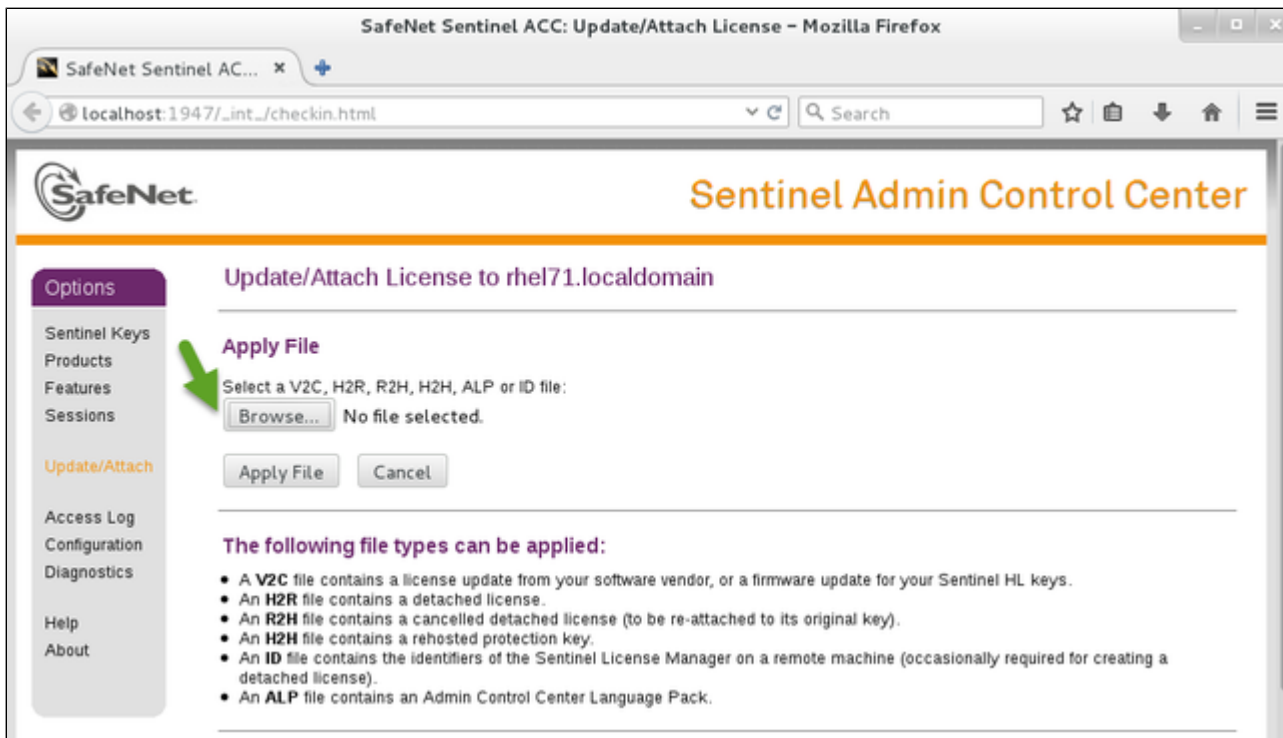 SafeNet Sentinel ACC: Update/Attach License – Mozilla Firefox
SafeNet Sentinel AC...
localhost:1947/_int_/checkin.html
Search
SafeNet.
Sentinel Admin Control Center
Options
Sentinel Keys
Products
Features
Sessions
Update/Attach
Access Log
Configuration
Diagnostics
Help
About
Update/Attach License to rhel71.localdomain
Apply File
Select a V2C, H2R, R2H, H2H, ALP or ID file:
Browse... No file selected.
Apply File Cancel
The following file types can be applied:
• A V2C file contains a license update from your software vendor, or a firmware update for your Sentinel HL keys.
• An H2R file contains a detached license.
• An R2H file contains a cancelled detached license (to be re-attached to its original key).
• An H2H file contains a rehosted protection key.
• An ID file contains the identifiers of the Sentinel License Manager on a remote machine (occasionally required for creating a
detached license).
• An ALP file contains an Admin Control Center Language Pack.